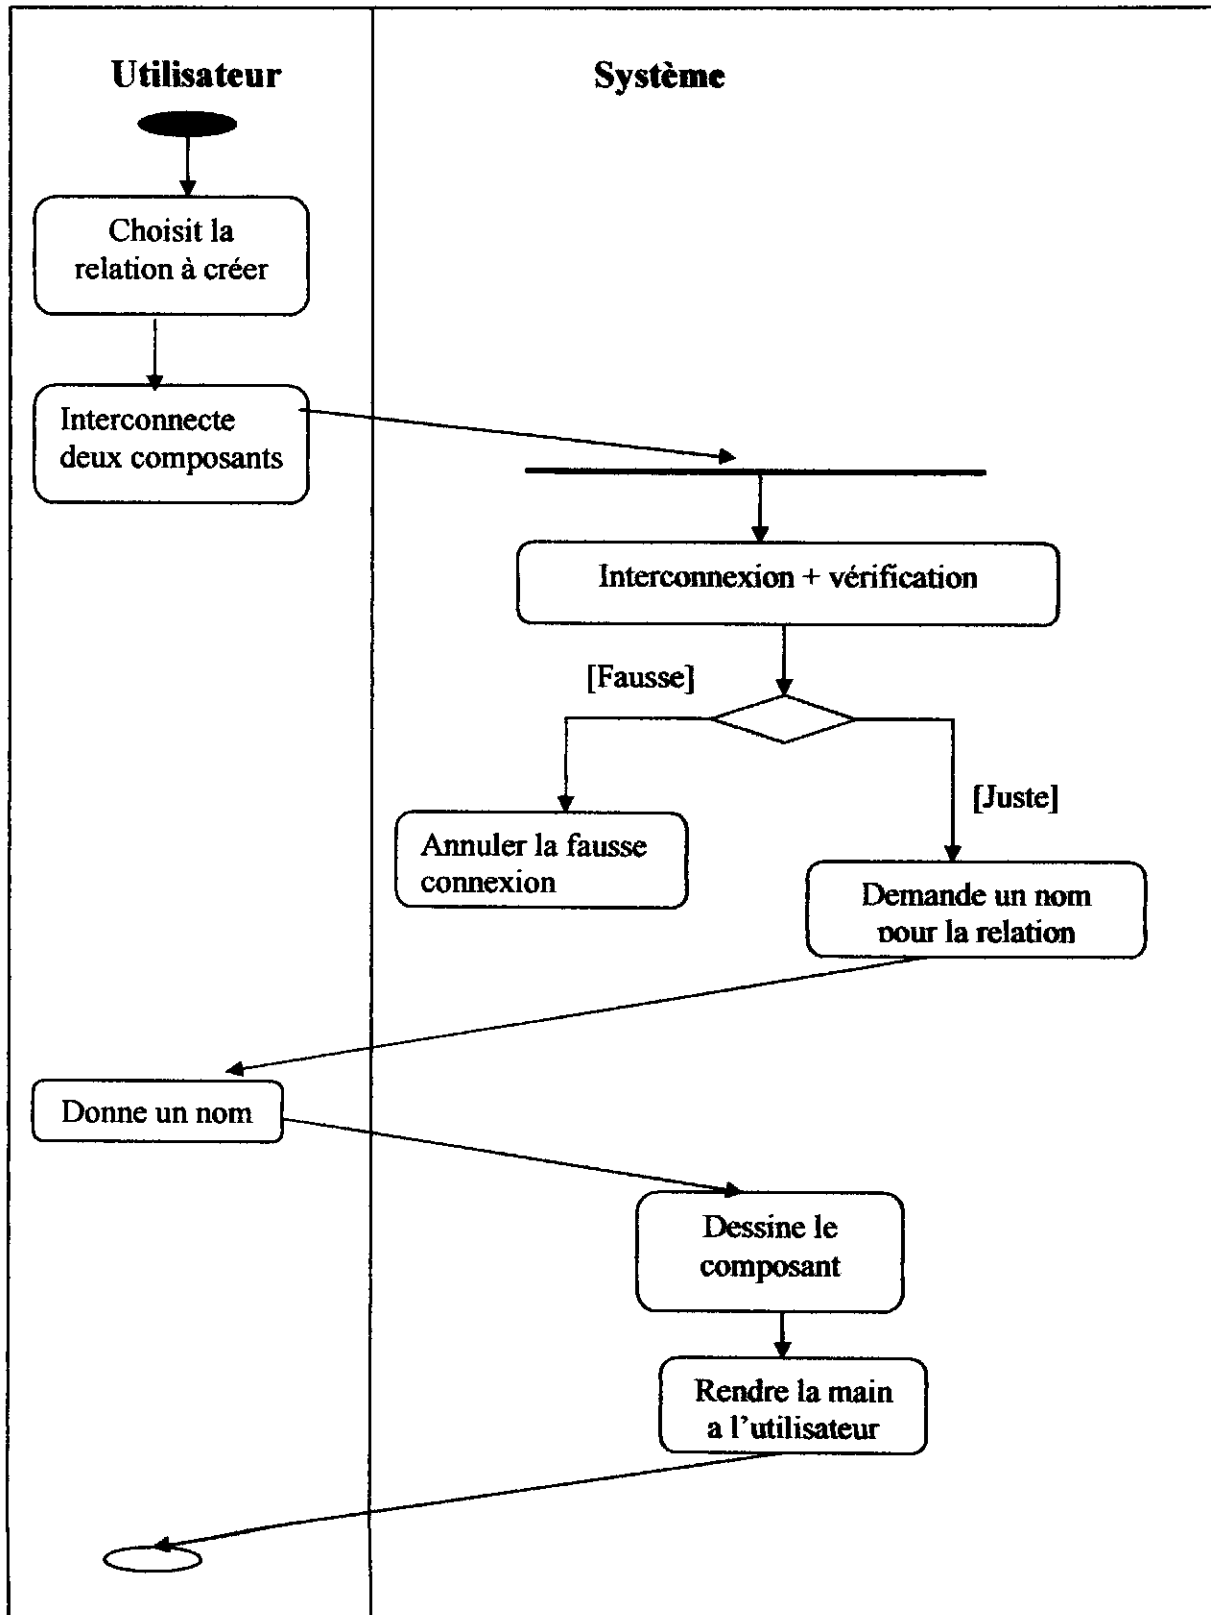 Utilisateur
Système
Choisit la
relation à créer
Interconnecte
deux composants
Interconnexion + vérification
[Fausse]
[Juste]
Annuler la fausse
connexion
Demande un nom
pour la relation
Donne un nom
Dessine le
composant
Rendre la main
a l'utilisateur